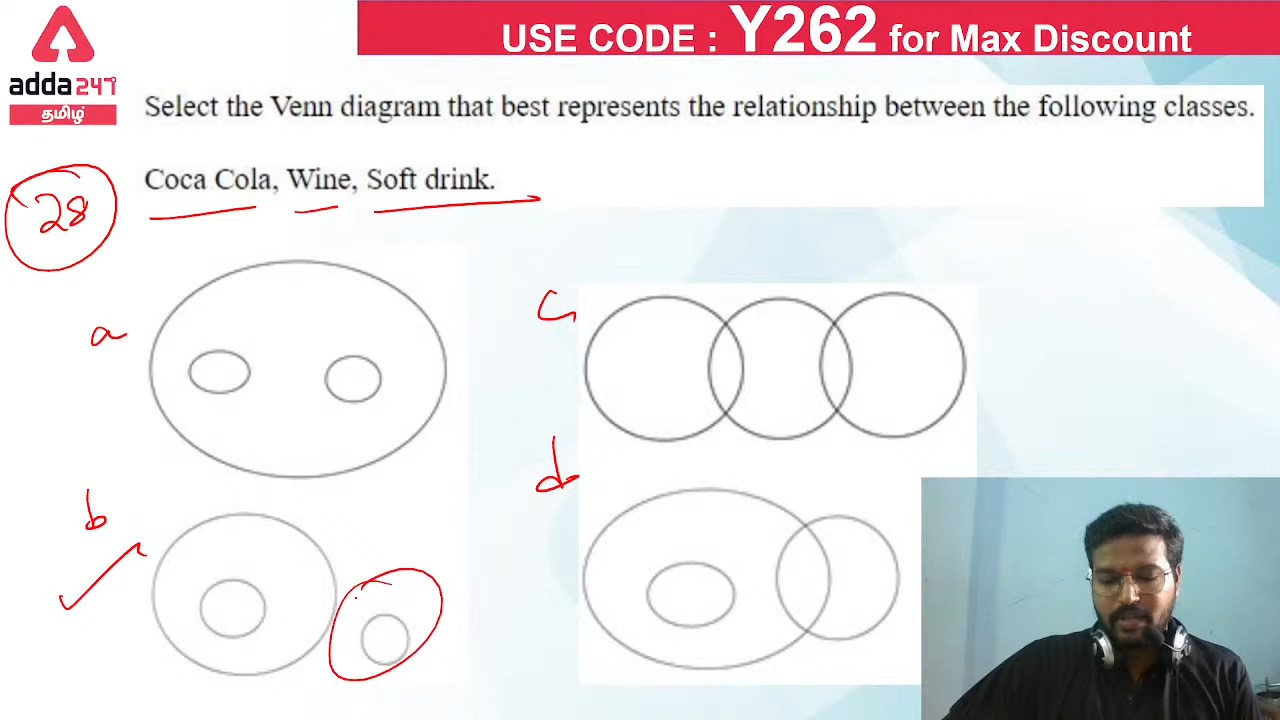 USE CODE : Y262 for Max Discount
adda247
தமிழ்
Select the Venn diagram that best represents the relationship between the following classes.
Coca Cola, Wine, Soft drink.
28
a
c
b
d